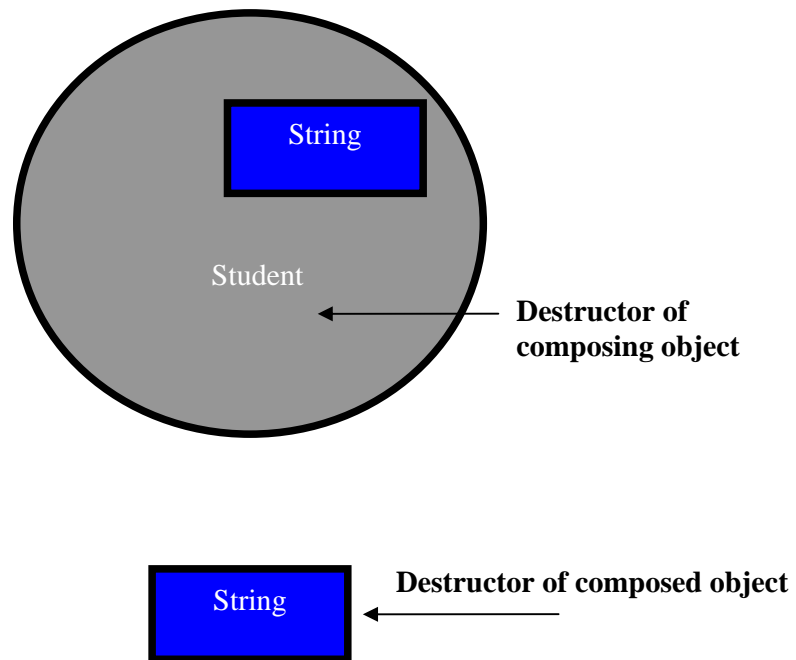 String
Student
Destructor of
composing object
Destructor of composed object
String